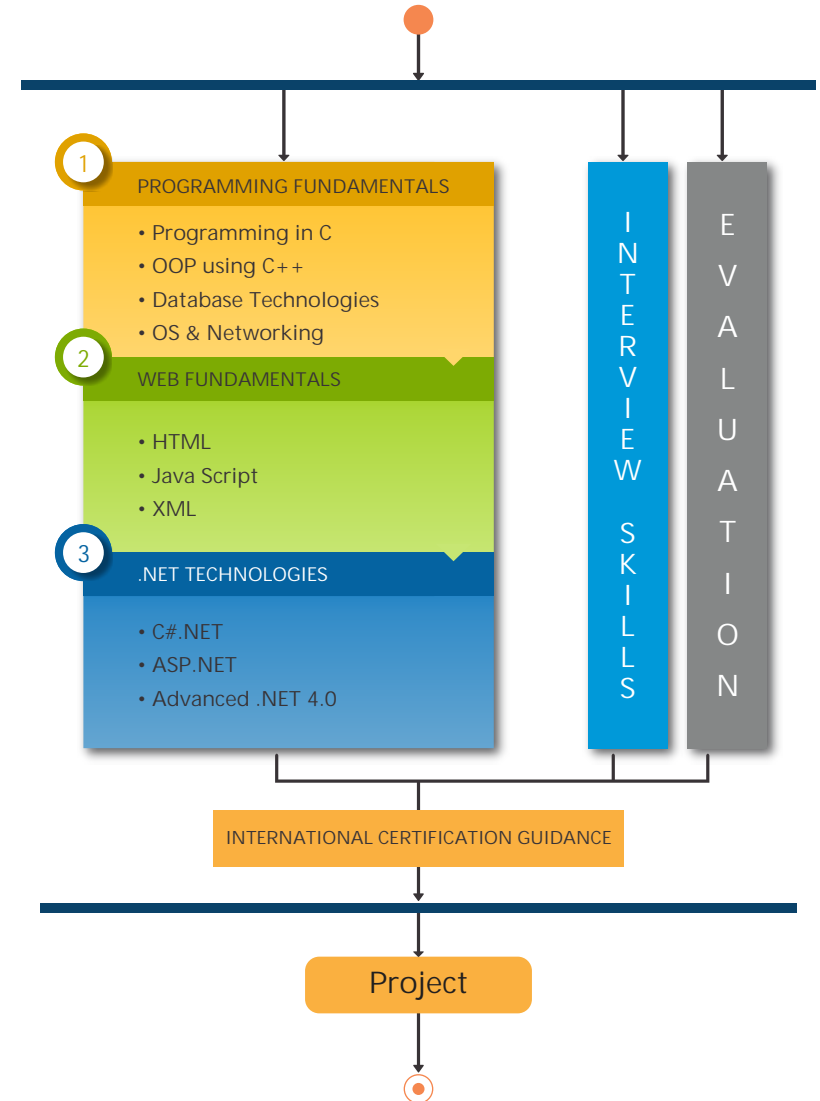 1
PROGRAMMING FUNDAMENTALS
• Programming in C
• OOP using C++
• Database Technologies
• OS & Networking
2
WEB FUNDAMENTALS
• HTML
• Java Script
• XML
3
.NET TECHNOLOGIES
• C#.NET
• ASP.NET
• Advanced .NET 4.0
INTERVIEW SKILLS
EVALUATION
INTERNATIONAL CERTIFICATION GUIDANCE
Project